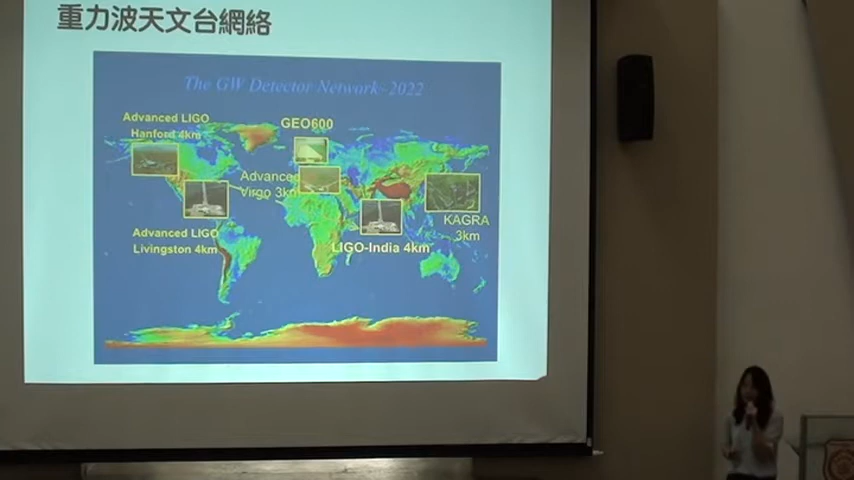 重力波天文台網絡
The GW Detector Network~2022
Advanced LIGO
Hanford 4km
GEO600
Advanced
Virgo 3km
Advanced LIGO
Livingston 4km
LIGO-India 4km
KAGRA
3km